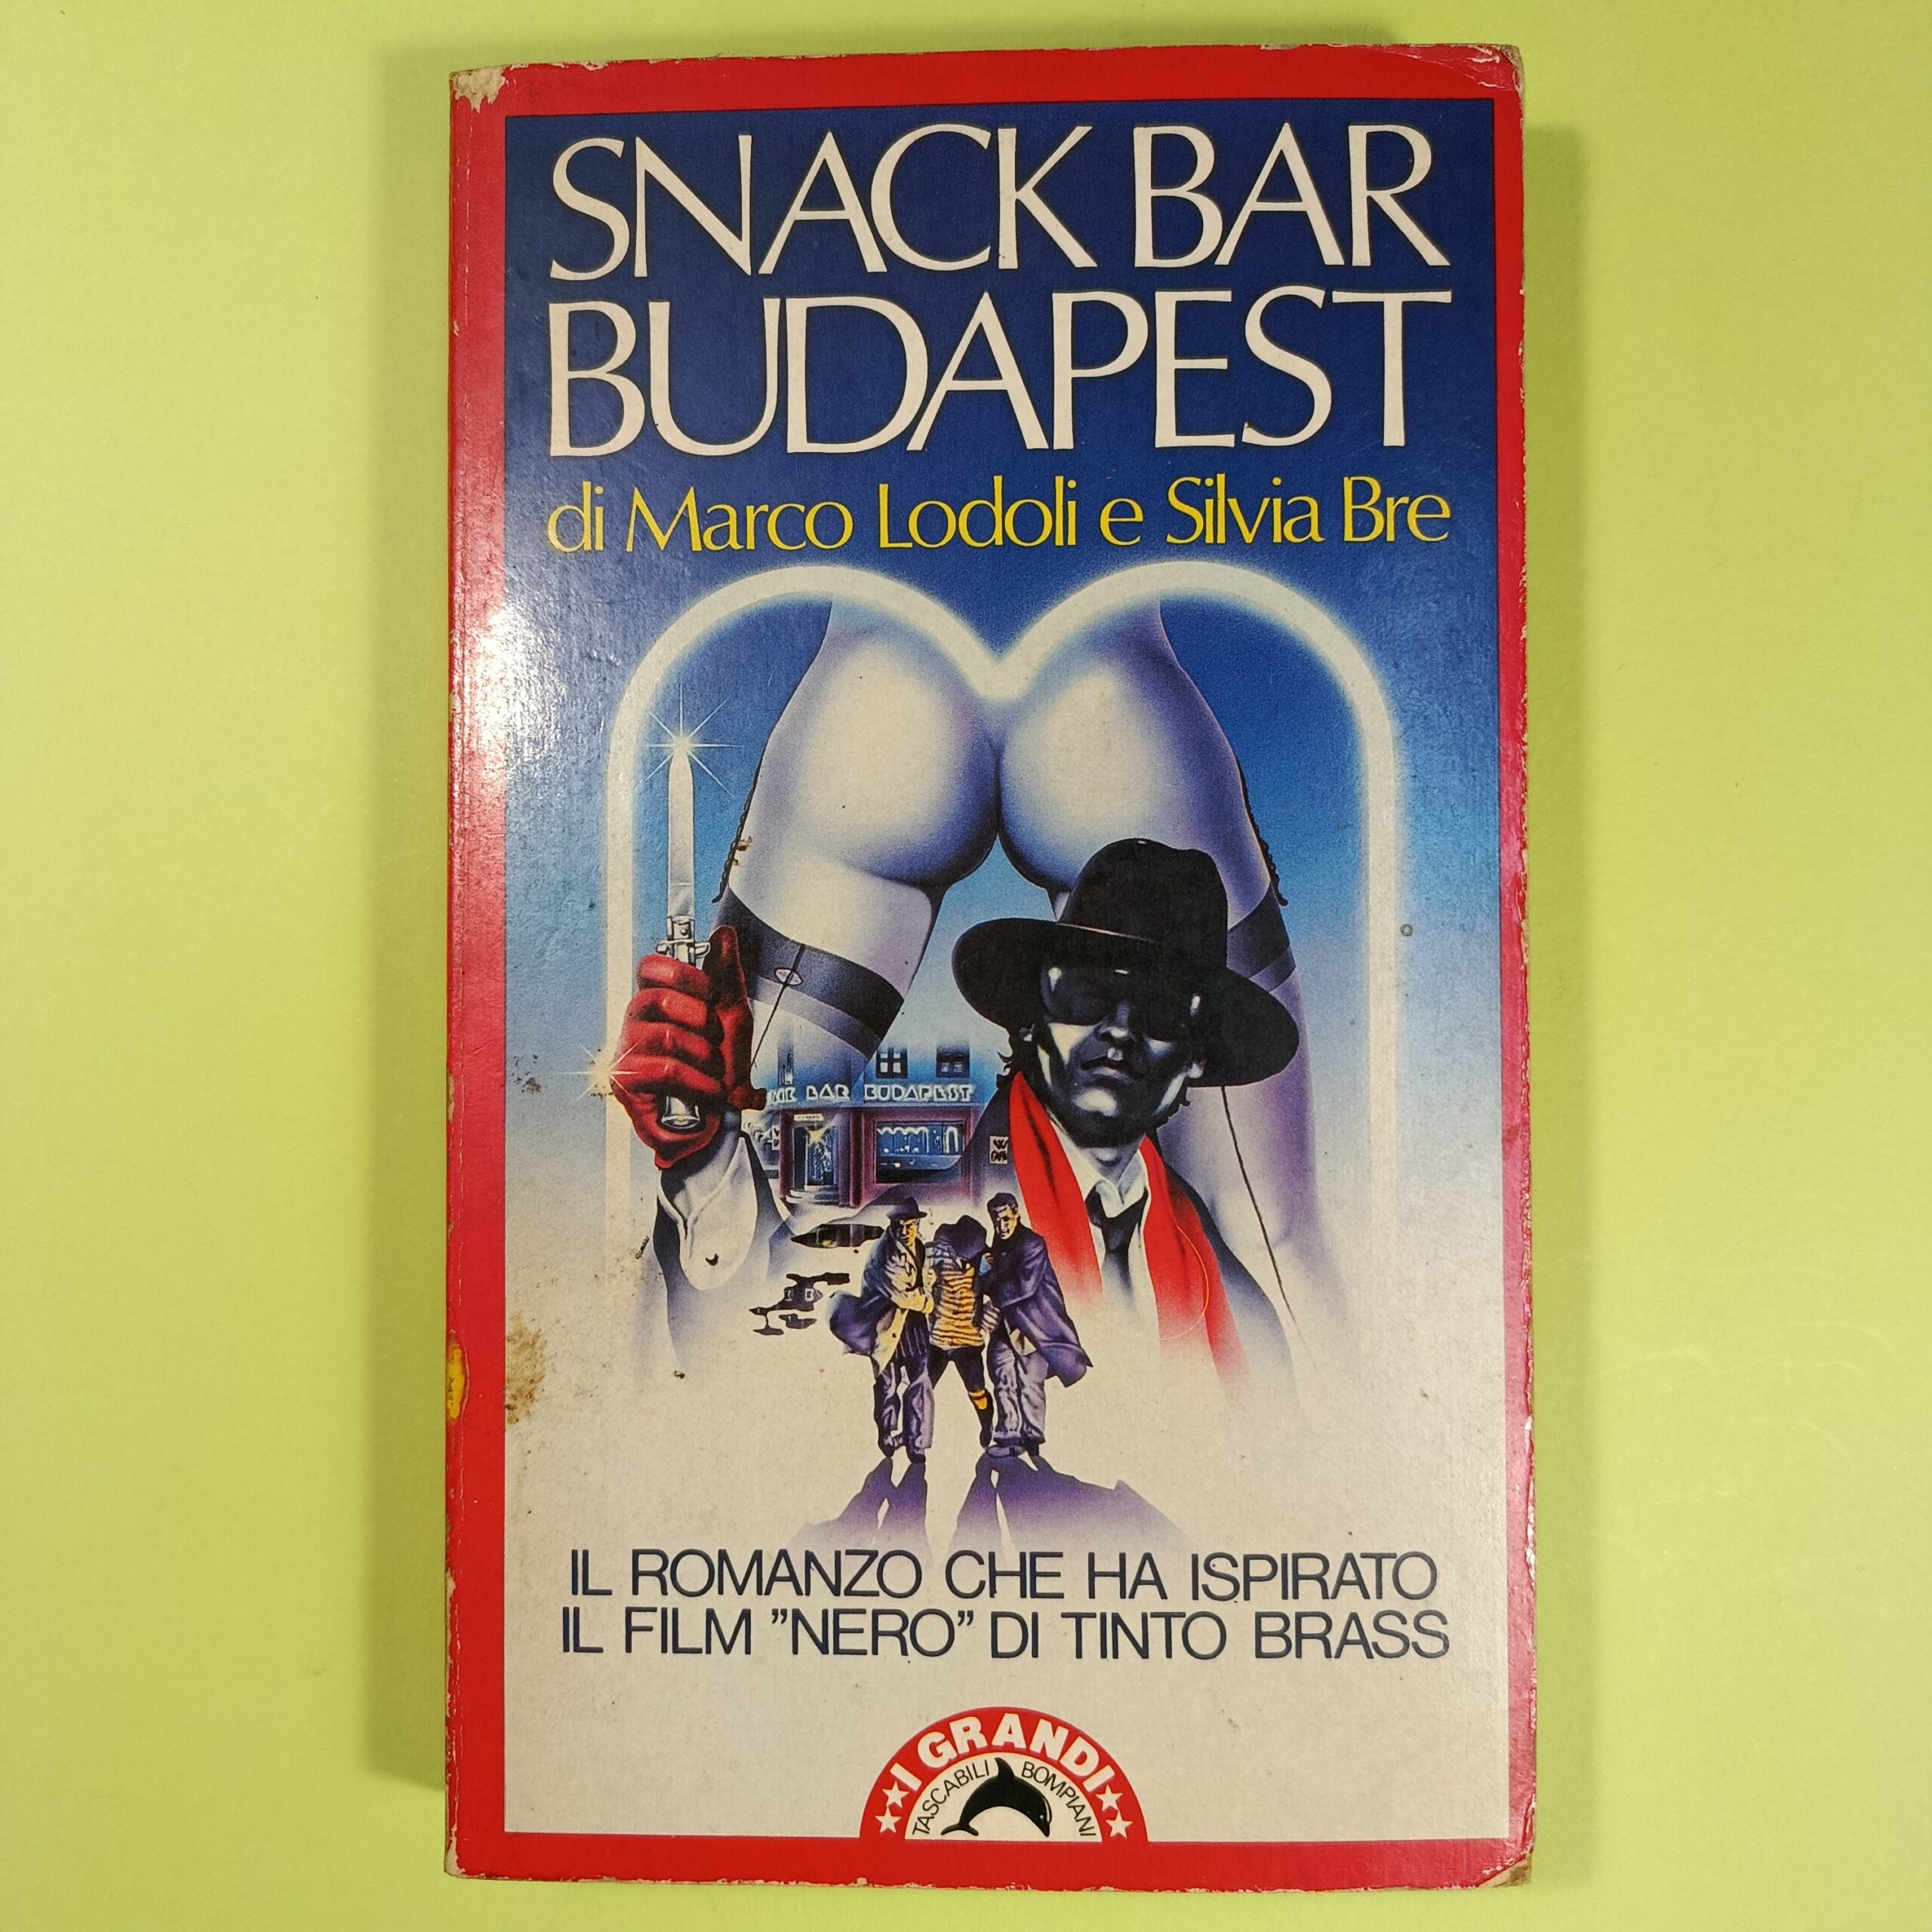 SNACK BAR
BUDAPEST
di Marco Lodoli e Silvia Bre
BAR BUDAPEST
IL ROMANZO CHE HA ISPIRATO
IL FILM ”NERO” DI TINTO BRASS
I GRANDI
TASCABILI BOMPIANI